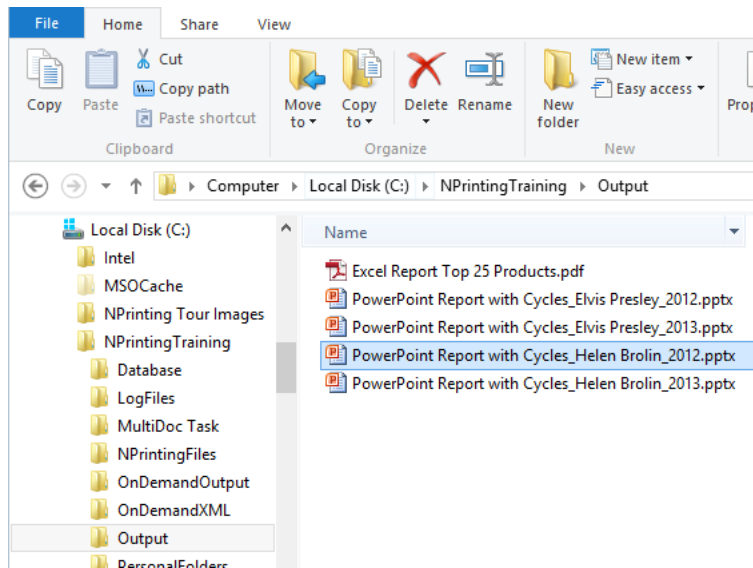 File Home Share View
Cut
Copy path
Paste shortcut
Copy Paste
Clipboard
Move to Copy to Delete Rename
Organize
New folder
New item
Easy access
New
Computer Local Disk (C:) NPrintingTraining Output
Local Disk (C:)
Intel
MSOCache
NPrinting Tour Images
NPrintingTraining
Database
LogFiles
MultiDoc Task
NPrintingFiles
OnDemandOutput
OnDemandXML
Output
PersonalFolders
Name
Excel Report Top 25 Products.pdf
PowerPoint Report with Cycles_Elvis Presley_2012.pptx
PowerPoint Report with Cycles_Elvis Presley_2013.pptx
PowerPoint Report with Cycles_Helen Brolin_2012.pptx
PowerPoint Report with Cycles_Helen Brolin_2013.pptx